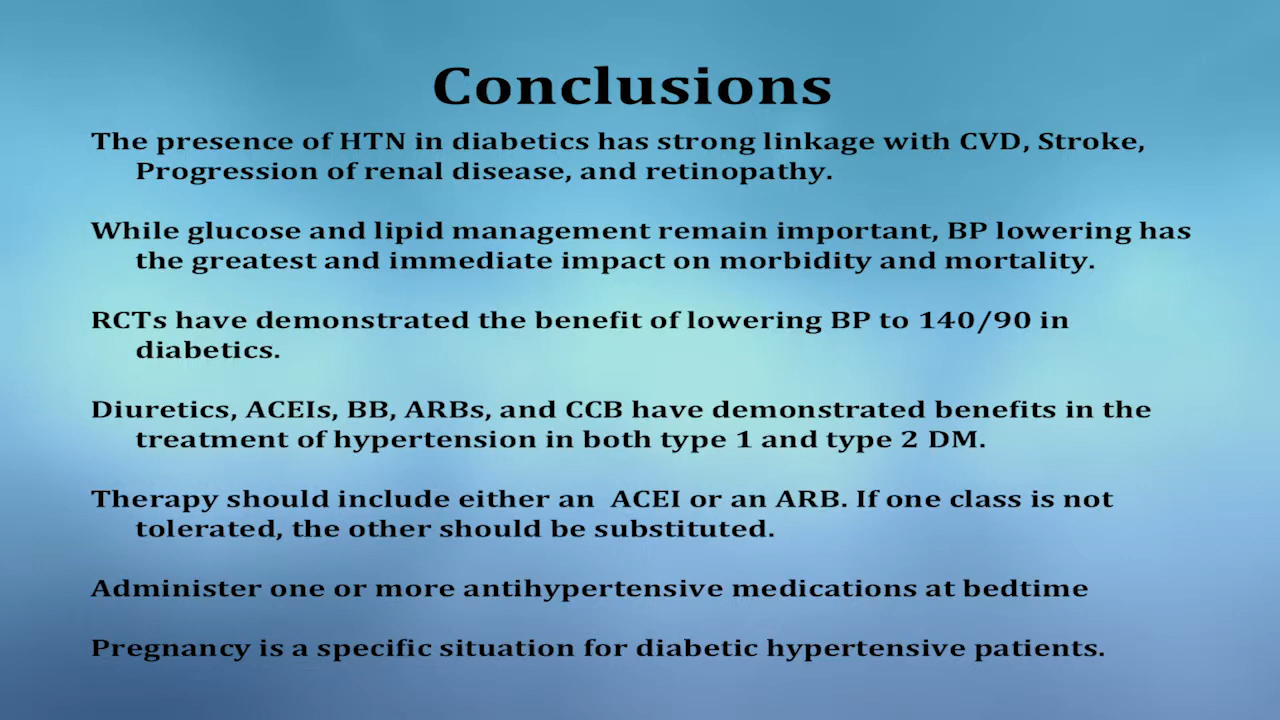 Conclusions
The presence of HTN in diabetics has strong linkage with CVD, Stroke,
Progression of renal disease, and retinopathy.
While glucose and lipid management remain important, BP lowering has
the greatest and immediate impact on morbidity and mortality.
RCTs have demonstrated the benefit of lowering BP to 140/90 in
diabetics.
Diuretics, ACEIs, BB, ARBs, and CCB have demonstrated benefits in the
treatment of hypertension in both type 1 and type 2 DM.
Therapy should include either an  ACEI or an ARB. If one class is not
tolerated, the other should be substituted.
Administer one or more antihypertensive medications at bedtime
Pregnancy is a specific situation for diabetic hypertensive patients.